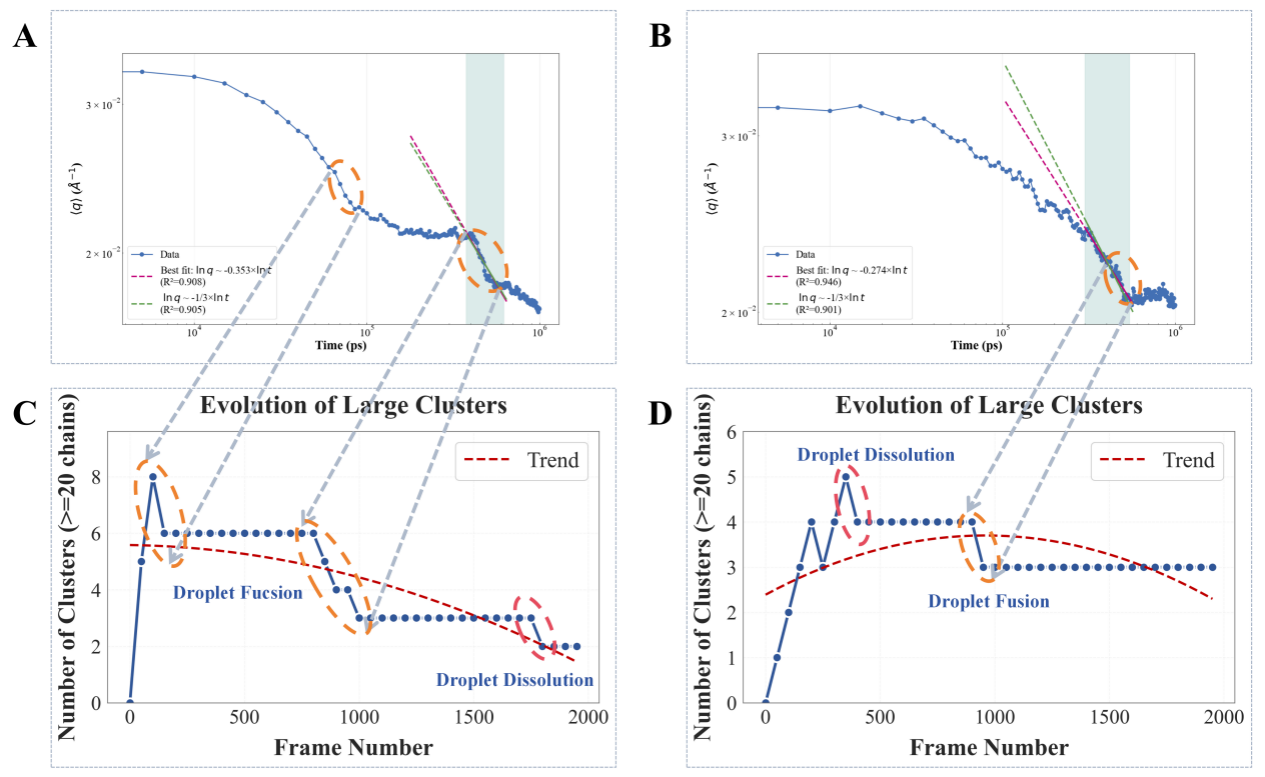 A
3 × 10⁻²
2 × 10⁻²
⟨q⟩ (Å⁻¹)
Data
Best fit: ln q ~ -0.353×ln t
(R²=0.908)
ln q ~ -1/3×ln t
(R²=0.905)
10⁴
10⁵
10⁶
Time (ps)
B
3 × 10⁻²
2 × 10⁻²
⟨q⟩ (Å⁻¹)
Data
Best fit: ln q ~ -0.274×ln t
(R²=0.946)
ln q ~ -1/3×ln t
(R²=0.901)
10⁴
10⁵
10⁶
Time (ps)
C
Evolution of Large Clusters
Number of Clusters (>=20 chains)
8
6
4
2
0
Trend
Droplet Fucsion
Droplet Dissolution
0
500
1000
1500
2000
Frame Number
D
Evolution of Large Clusters
Number of Clusters (>=20 chains)
6
5
4
3
2
1
0
Droplet Dissolution
Trend
Droplet Fusion
0
500
1000
1500
2000
Frame Number